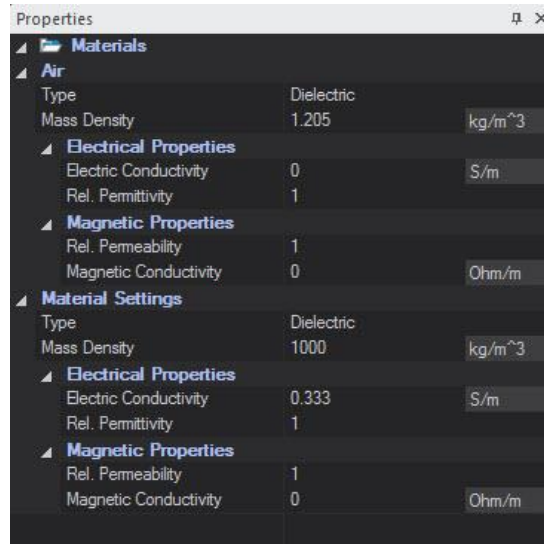 Properties
Materials
Air
Type Dielectric
Mass Density 1.205 kg/m^3
Electrical Properties
Electric Conductivity 0 S/m
Rel. Permittivity 1
Magnetic Properties
Rel. Permeability 1
Magnetic Conductivity 0 Ohm/m
Material Settings
Type Dielectric
Mass Density 1000 kg/m^3
Electrical Properties
Electric Conductivity 0.333 S/m
Rel. Permittivity 1
Magnetic Properties
Rel. Permeability 1
Magnetic Conductivity 0 Ohm/m